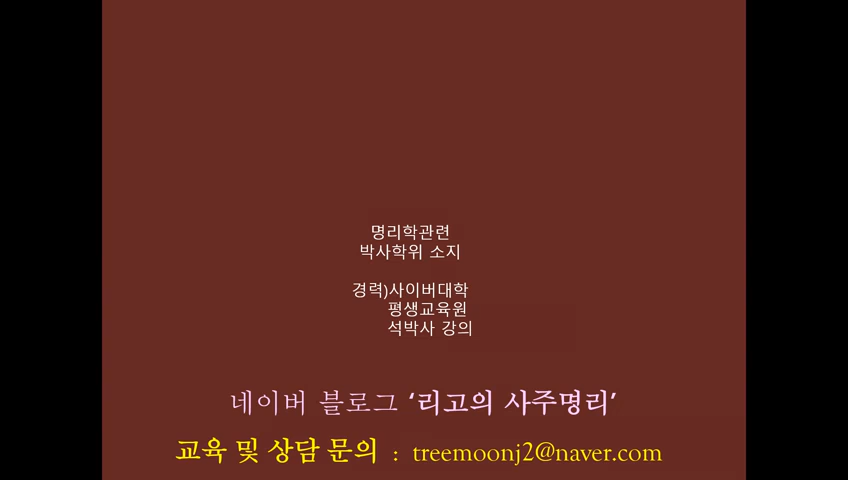 명리학관련
박사학위 소지
경력)사이버대학
평생교육원
석박사 강의
네이버 블로그 ‘리고의 사주명리’
교육 및 상담 문의 : treemoonj2@naver.com